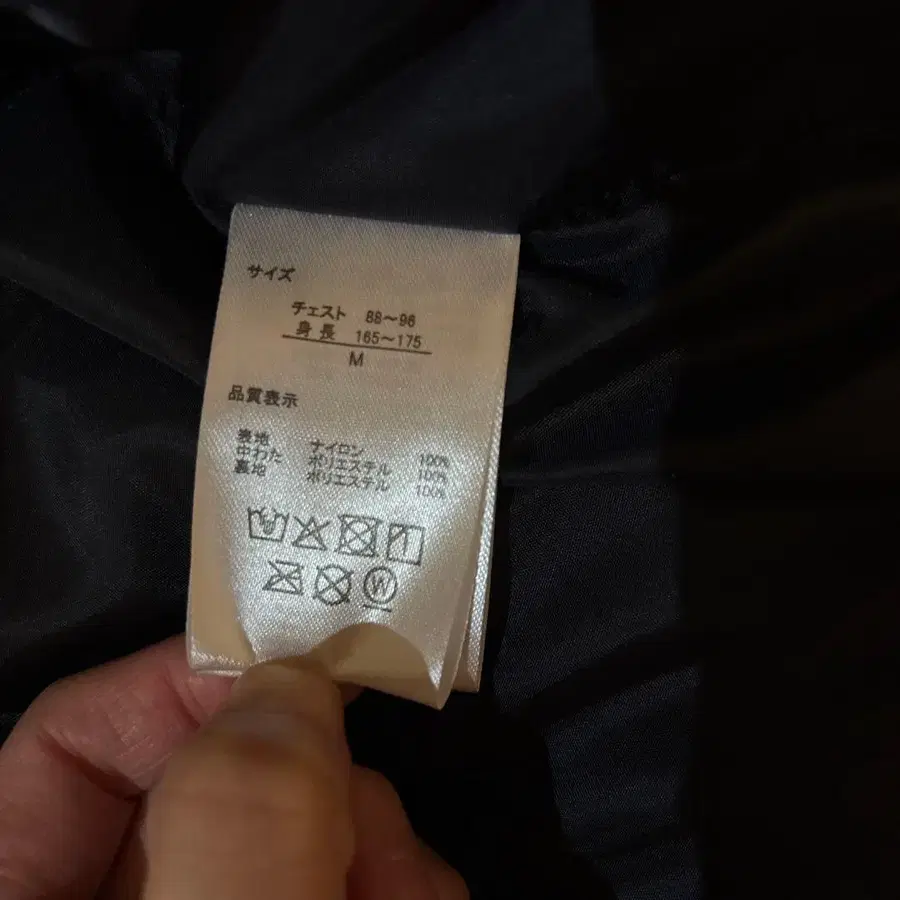 サイズ
チェスト 88～96
身長 165～175
M
品質表示
表地 ナイロン 100%
中わた ポリエステル 100%
裏地 ポリエステル 100%
W